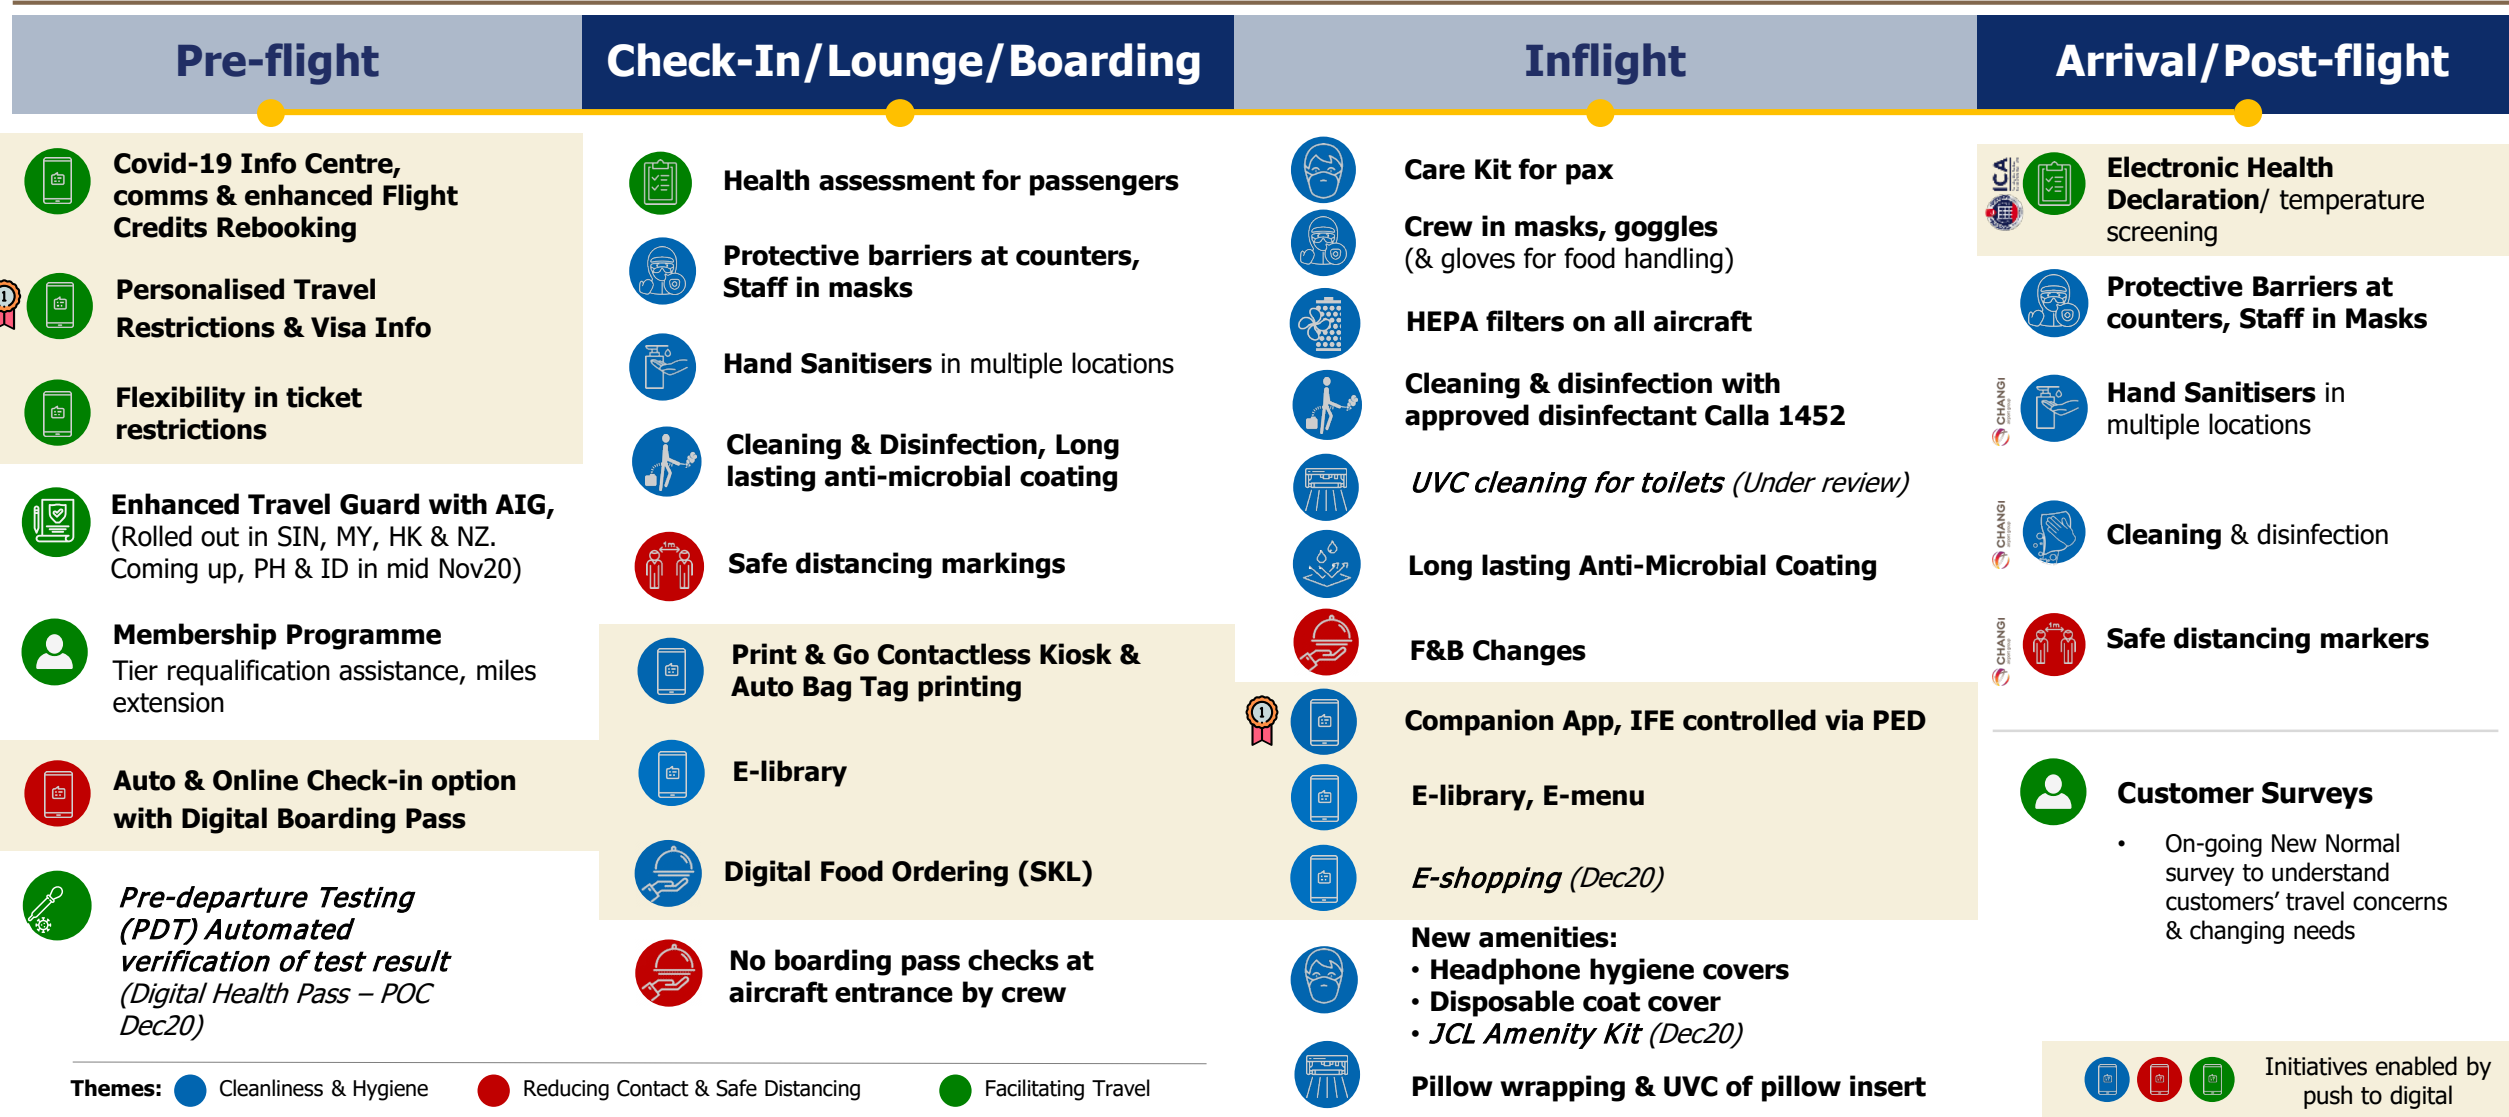 Pre-flight
Check-In/Lounge/Boarding
Inflight
Arrival/Post-flight
Covid-19 Info Centre,
comms & enhanced Flight
Credits Rebooking
1
Personalised Travel
Restrictions & Visa Info
Flexibility in ticket
restrictions
Enhanced Travel Guard with AIG,
(Rolled out in SIN, MY, HK & NZ.
Coming up, PH & ID in mid Nov20)
Membership Programme
Tier requalification assistance, miles
extension
Auto & Online Check-in option
with Digital Boarding Pass
Pre-departure Testing
(PDT) Automated
verification of test result
(Digital Health Pass – POC
Dec20)
Health assessment for passengers
Protective barriers at counters,
Staff in masks
Hand Sanitisers in multiple locations
Cleaning & Disinfection, Long
lasting anti-microbial coating
1m
Safe distancing markings
Print & Go Contactless Kiosk &
Auto Bag Tag printing
E-library
Digital Food Ordering (SKL)
No boarding pass checks at
aircraft entrance by crew
Care Kit for pax
Crew in masks, goggles
(& gloves for food handling)
HEPA filters on all aircraft
Cleaning & disinfection with
approved disinfectant Calla 1452
UVC cleaning for toilets (Under review)
Long lasting Anti-Microbial Coating
F&B Changes
1
Companion App, IFE controlled via PED
E-library, E-menu
E-shopping (Dec20)
New amenities:
• Headphone hygiene covers
• Disposable coat cover
• JCL Amenity Kit (Dec20)
Pillow wrapping & UVC of pillow insert
ICA
Electronic Health
Declaration/ temperature
screening
Protective Barriers at
counters, Staff in Masks
CHANGI
Hand Sanitisers in
multiple locations
CHANGI
Cleaning & disinfection
CHANGI
1m
Safe distancing markers
Customer Surveys
• On-going New Normal
survey to understand
customers’ travel concerns
& changing needs
Themes: Cleanliness & Hygiene Reducing Contact & Safe Distancing Facilitating Travel
Initiatives enabled by
push to digital